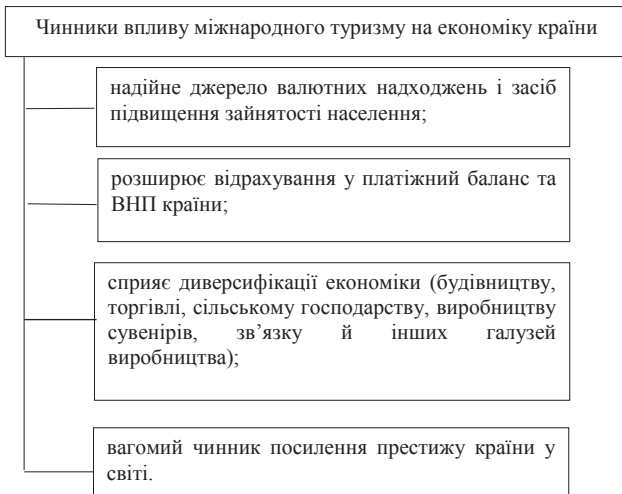 Чинники впливу міжнародного туризму на економіку країни
надійне джерело валютних надходжень і засіб
підвищення зайнятості населення;
розширює відрахування у платіжний баланс та
ВНП країни;
сприяє диверсифікації економіки (будівництву,
торгівлі, сільському господарству, виробництву
сувенірів, зв’язку й інших галузей
виробництва);
вагомий чинник посилення престижу країни у
світі.